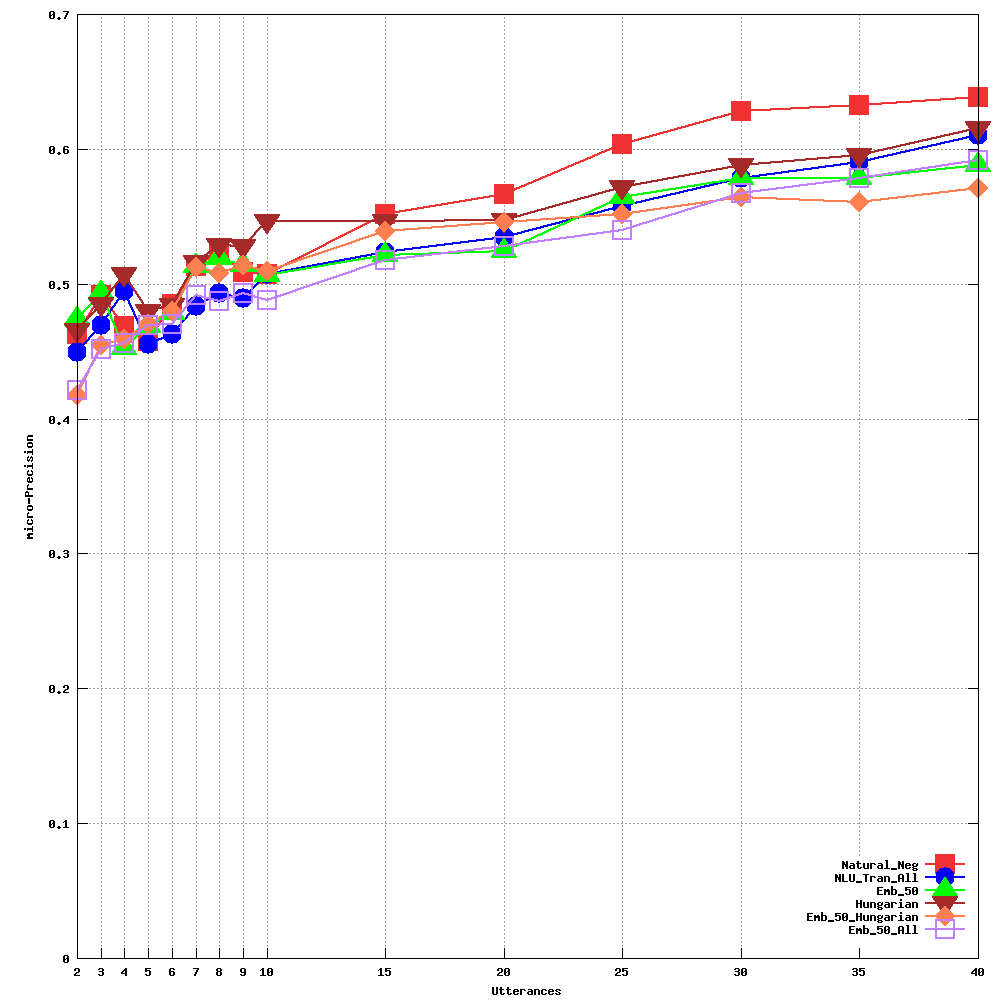 0.7
0.6
0.5
0.4
0.3
0.2
0.1
0
micro-Precision
2 3 4 5 6 7 8 9 10 15 20 25 30 35 40
Utterances
Natural_Neg
NLU_Tran_All
Emb_50
Hungarian
Emb_50_Hungarian
Emb_50_All